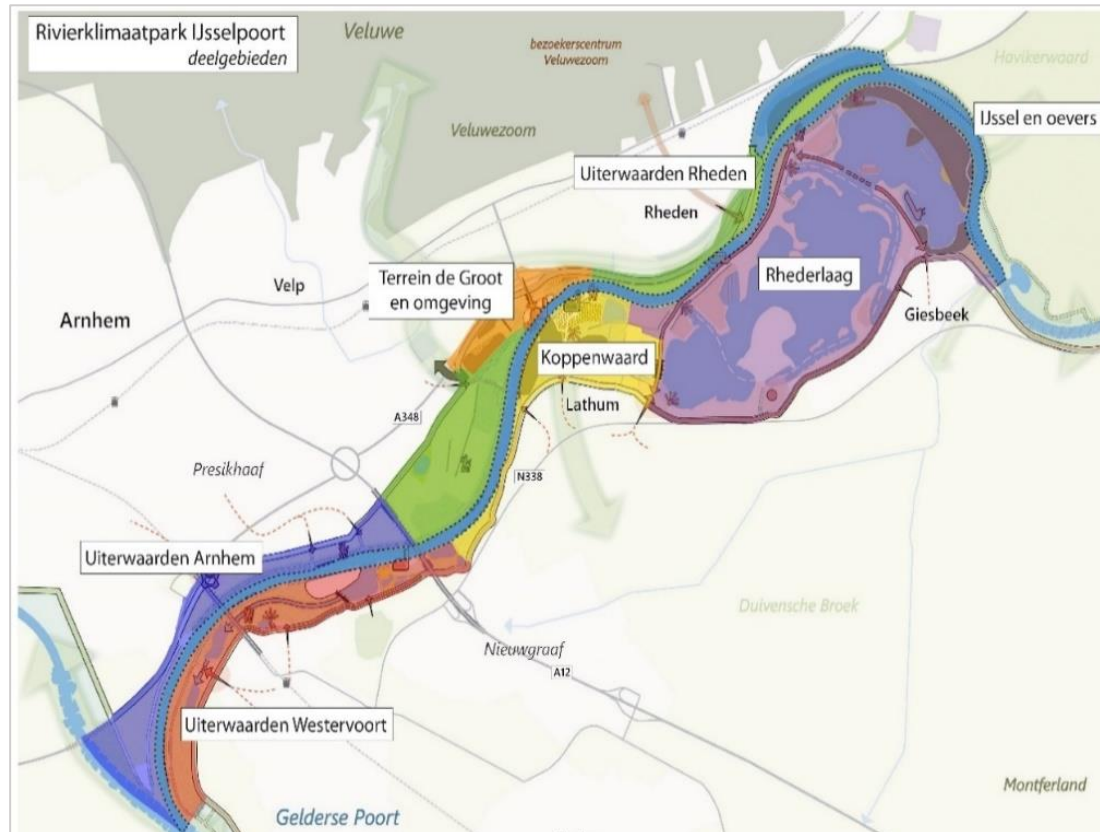 Rivierklimaatpark IJsselpoort
deelgebieden
Veluwe
bezoekerscentrum
Veluwezoom
Havikerwaard
IJssel en oevers
Veluwezoom
Uiterwaarden Rheden
Rheden
Terrein de Groot
en omgeving
Velp
Rhederlaag
Arnhem
Giesbeek
Koppenwaard
Lathum
A348
Presikhaaf
N338
Uiterwaarden Arnhem
Duivensche Broek
Nieuwgraaf
A12
Uiterwaarden Westervoort
Montferland
Gelderse Poort